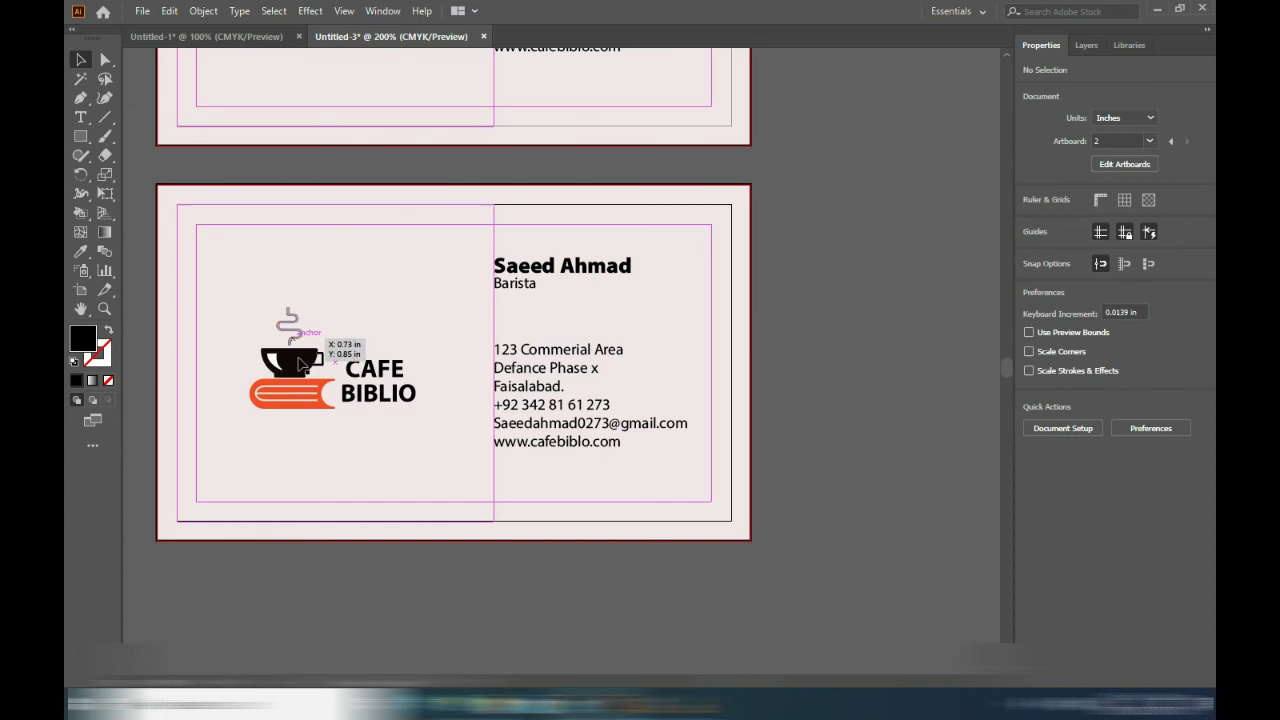 Ai File Edit Object Type Select Effect View Window Help Essentials Search Adobe Stock
Untitled-1* @ 100% (CMYK/Preview) × Untitled-3* @ 200% (CMYK/Preview) ×
Properties Layers Libraries
No Selection
Document
Units: Inches
Artboard: 2
Edit Artboards
Ruler & Grids
Guides
Snap Options
Preferences
Keyboard Increment: 0.0139 in
Use Preview Bounds
Scale Corners
Scale Strokes & Effects
Quick Actions
Document Setup Preferences
www.cafebiblo.com
anchor
X: 0.73 in
Y: 0.85 in
CAFE
BIBLIO
Saeed Ahmad
Barista
123 Commerial Area
Defance Phase x
Faisalabad.
+92 342 81 61 273
Saeedahmad0273@gmail.com
www.cafebiblo.com